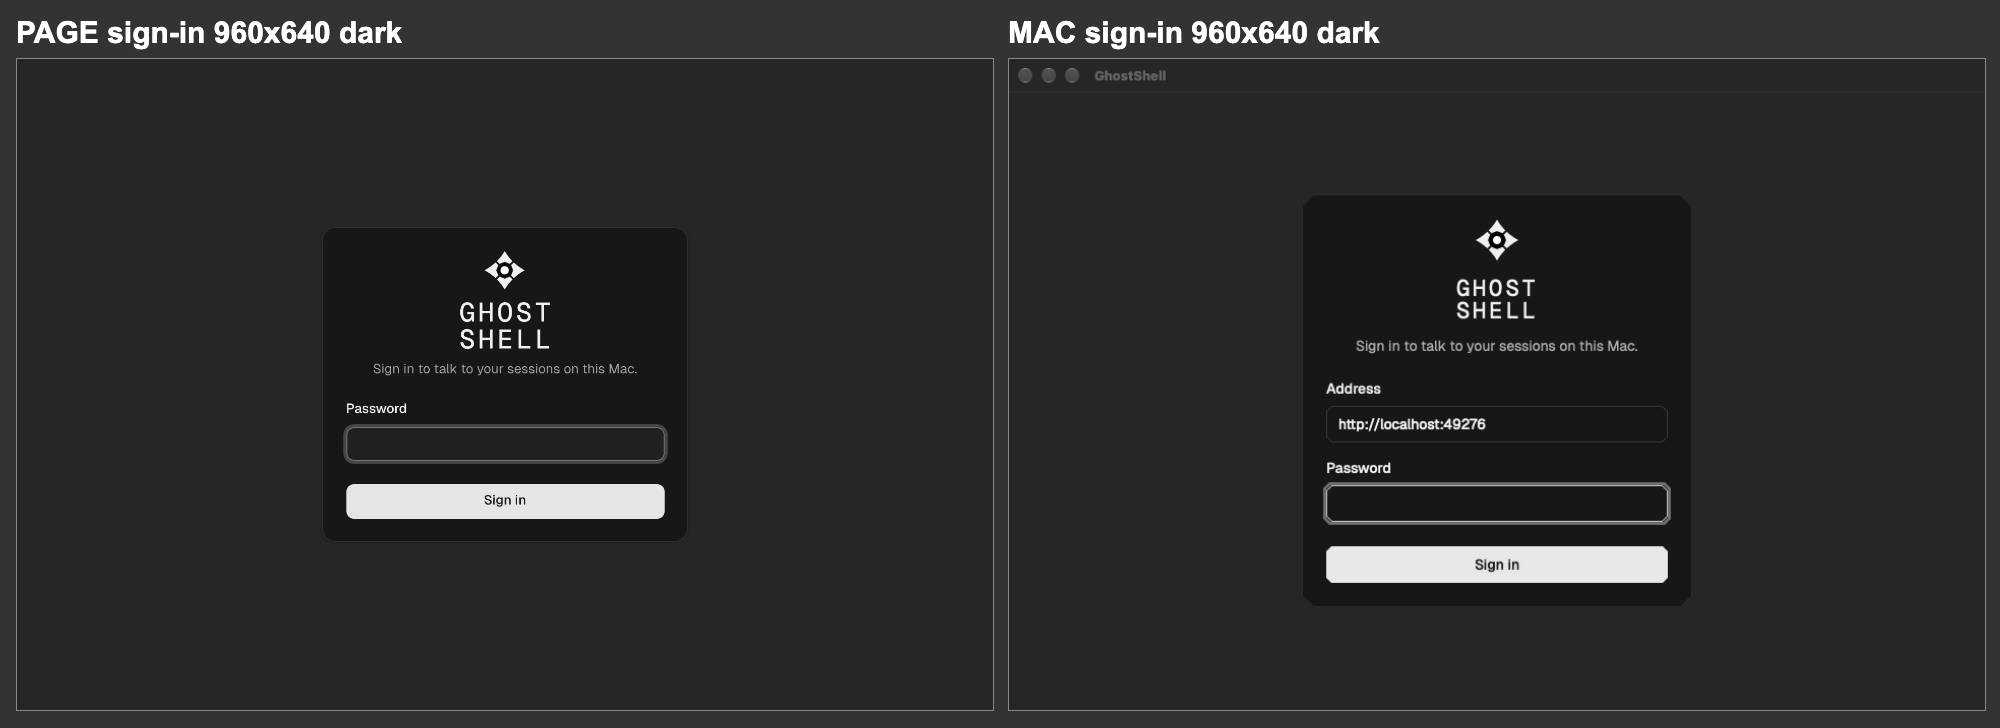 PAGE sign-in 960x640 dark
GHOST
SHELL
Sign in to talk to your sessions on this Mac.
Password
Sign in
MAC sign-in 960x640 dark
GhostShell
GHOST
SHELL
Sign in to talk to your sessions on this Mac.
Address
http://localhost:49276
Password
Sign in